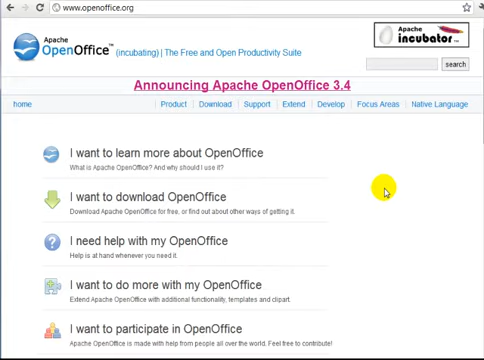 www.openoffice.org
Apache
OpenOffice™ (incubating) | The Free and Open Productivity Suite
Apache
incubator
search
Announcing Apache OpenOffice 3.4
home Product Download Support Extend Develop Focus Areas Native Language
I want to learn more about OpenOffice
What is Apache OpenOffice? And why should I use it?
I want to download OpenOffice
Download Apache OpenOffice for free, or find out about other ways of getting it.
I need help with my OpenOffice
Help is at hand whenever you need it.
I want to do more with my OpenOffice
Extend Apache OpenOffice with additional functionality, templates and clipart.
I want to participate in OpenOffice
Apache OpenOffice is made with help from people all over the world. Feel free to contribute!